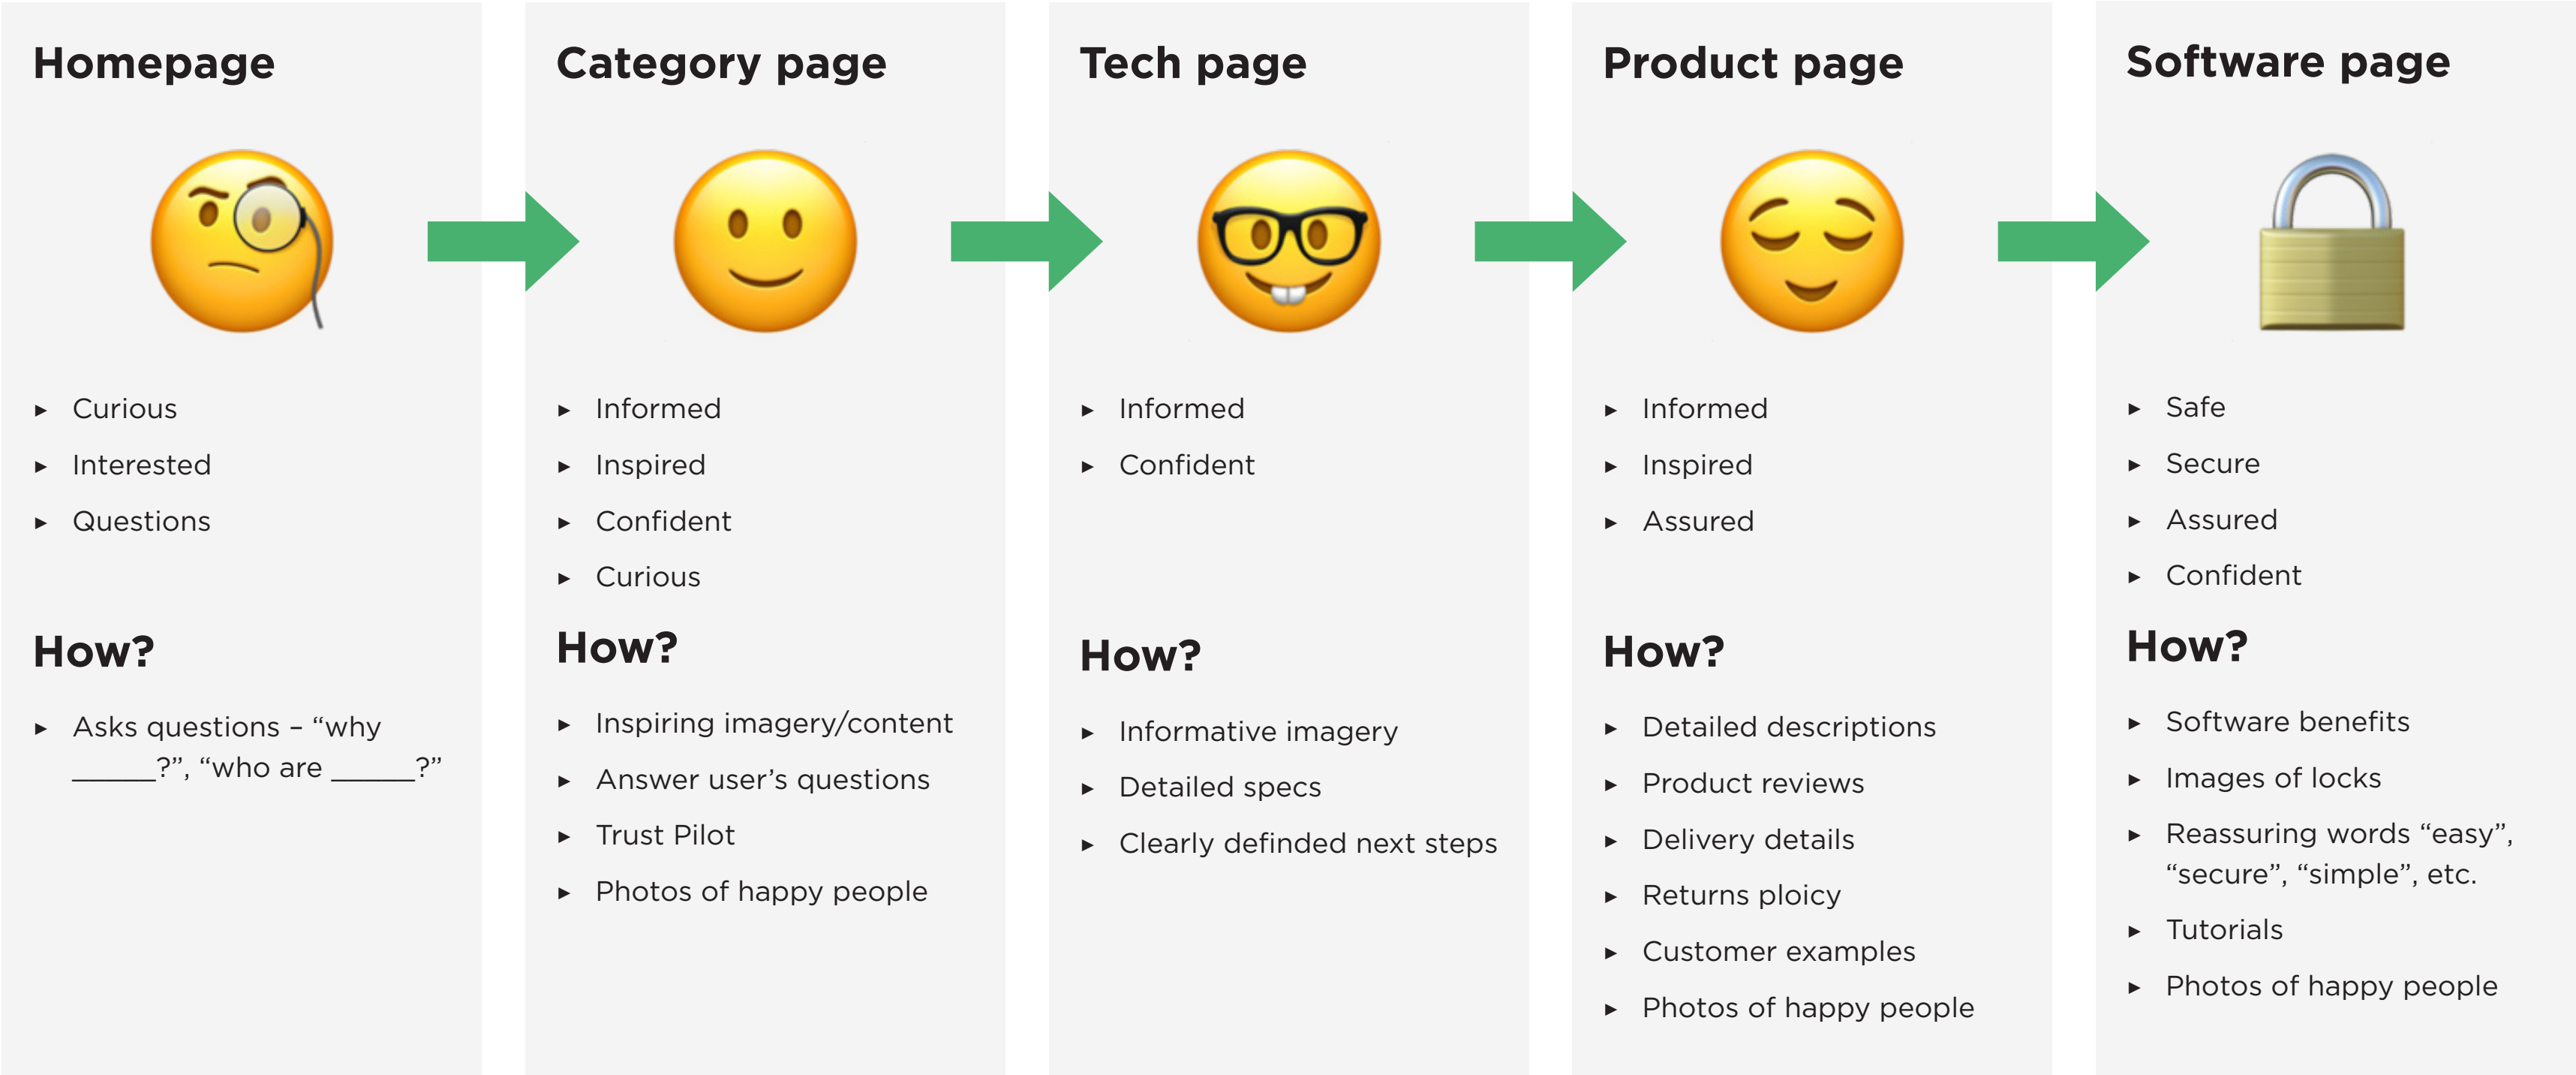 Homepage
▸ Curious
▸ Interested
▸ Questions
How?
▸ Asks questions – “why
_____?”, “who are _____?”
Category page
▸ Informed
▸ Inspired
▸ Confident
▸ Curious
How?
▸ Inspiring imagery/content
▸ Answer user’s questions
▸ Trust Pilot
▸ Photos of happy people
Tech page
▸ Informed
▸ Confident
How?
▸ Informative imagery
▸ Detailed specs
▸ Clearly definded next steps
Product page
▸ Informed
▸ Inspired
▸ Assured
How?
▸ Detailed descriptions
▸ Product reviews
▸ Delivery details
▸ Returns ploicy
▸ Customer examples
▸ Photos of happy people
Software page
▸ Safe
▸ Secure
▸ Assured
▸ Confident
How?
▸ Software benefits
▸ Images of locks
▸ Reassuring words “easy”,
“secure”, “simple”, etc.
▸ Tutorials
▸ Photos of happy people